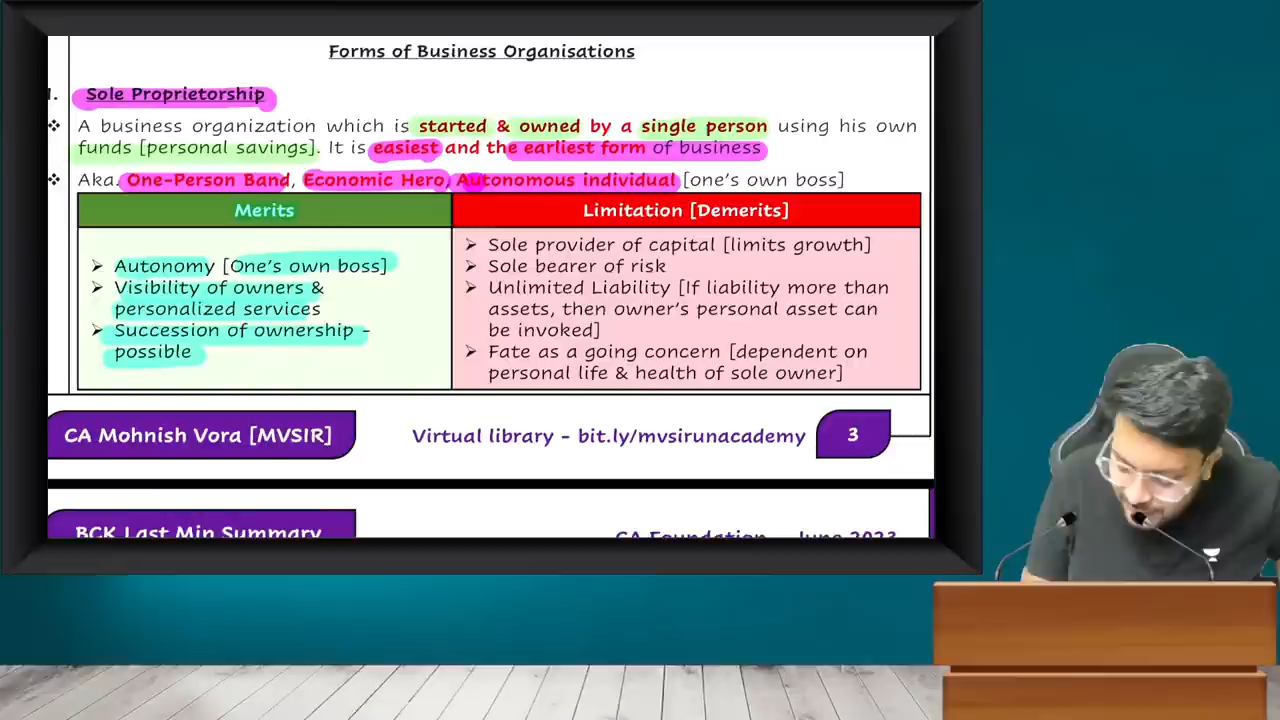 Forms of Business Organisations
Sole Proprietorship
❖ A business organization which is started & owned by a single person using his own
funds [personal savings]. It is easiest and the earliest form of business
❖ Aka. One-Person Band, Economic Hero, Autonomous individual [one's own boss]
Merits
➢ Autonomy [One's own boss]
➢ Visibility of owners &
personalized services
➢ Succession of ownership -
possible
Limitation [Demerits]
➢ Sole provider of capital [limits growth]
➢ Sole bearer of risk
➢ Unlimited Liability [If liability more than
assets, then owner's personal asset can
be invoked]
➢ Fate as a going concern [dependent on
personal life & health of sole owner]
CA Mohnish Vora [MVSIR]
Virtual library - bit.ly/mvsirunacademy
3
BCK Last Min Summary
CA Foundation - June 2023